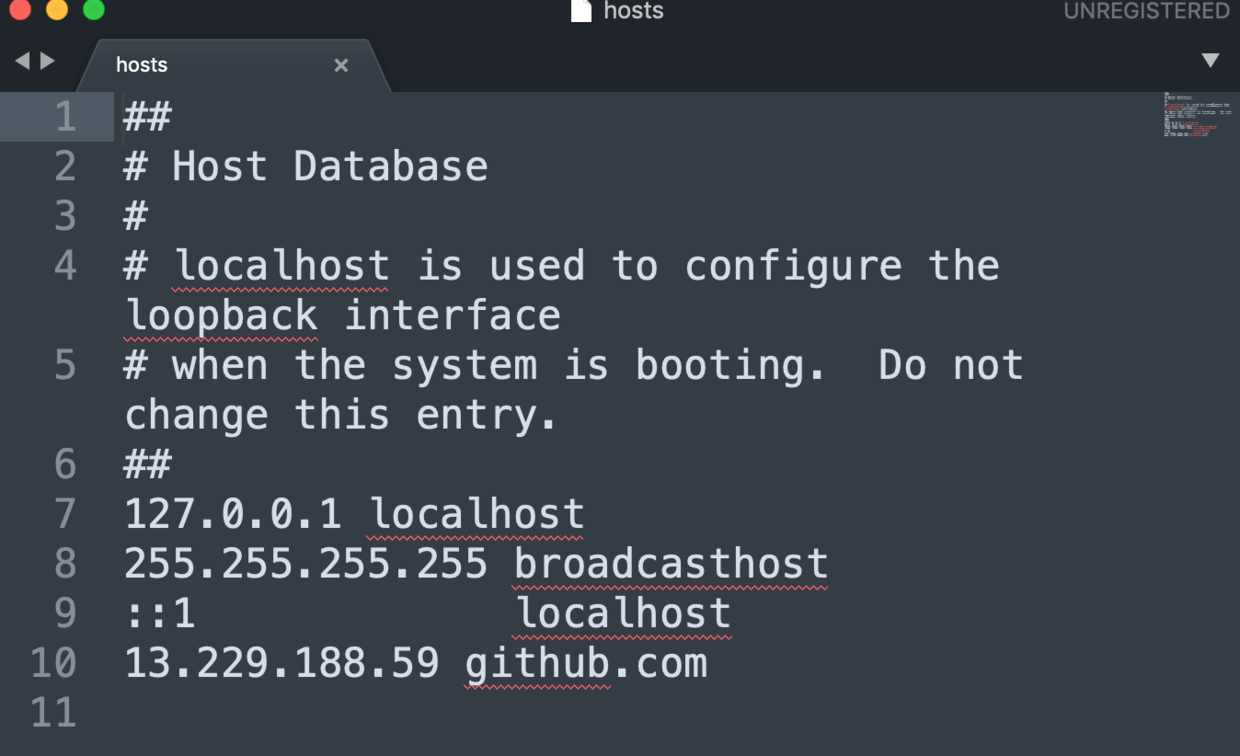 hosts
UNREGISTERED
hosts
1 ##
2 # Host Database
3 #
4 # localhost is used to configure the
loopback interface
5 # when the system is booting.  Do not
change this entry.
6 ##
7 127.0.0.1 localhost
8 255.255.255.255 broadcasthost
9 ::1             localhost
10 13.229.188.59 github.com
11